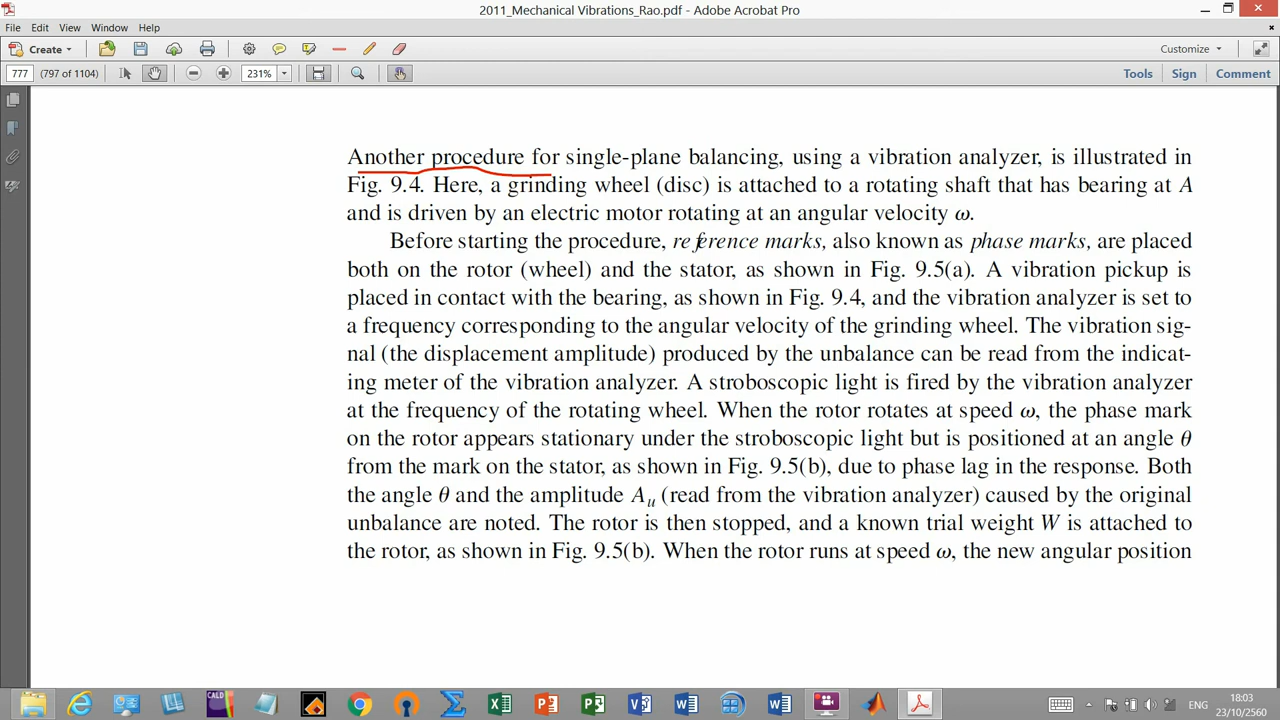 2011_Mechanical Vibrations_Rao.pdf - Adobe Acrobat Pro
File Edit View Window Help
Create Customize
777 (797 of 1104) 231% Tools Sign Comment
Another procedure for single-plane balancing, using a vibration analyzer, is illustrated in
Fig. 9.4. Here, a grinding wheel (disc) is attached to a rotating shaft that has bearing at A
and is driven by an electric motor rotating at an angular velocity ω.
Before starting the procedure, reference marks, also known as phase marks, are placed
both on the rotor (wheel) and the stator, as shown in Fig. 9.5(a). A vibration pickup is
placed in contact with the bearing, as shown in Fig. 9.4, and the vibration analyzer is set to
a frequency corresponding to the angular velocity of the grinding wheel. The vibration sig-
nal (the displacement amplitude) produced by the unbalance can be read from the indicat-
ing meter of the vibration analyzer. A stroboscopic light is fired by the vibration analyzer
at the frequency of the rotating wheel. When the rotor rotates at speed ω, the phase mark
on the rotor appears stationary under the stroboscopic light but is positioned at an angle θ
from the mark on the stator, as shown in Fig. 9.5(b), due to phase lag in the response. Both
the angle θ and the amplitude Au (read from the vibration analyzer) caused by the original
unbalance are noted. The rotor is then stopped, and a known trial weight W is attached to
the rotor, as shown in Fig. 9.5(b). When the rotor runs at speed ω, the new angular position
CALD
ENG
18:03
23/10/2560